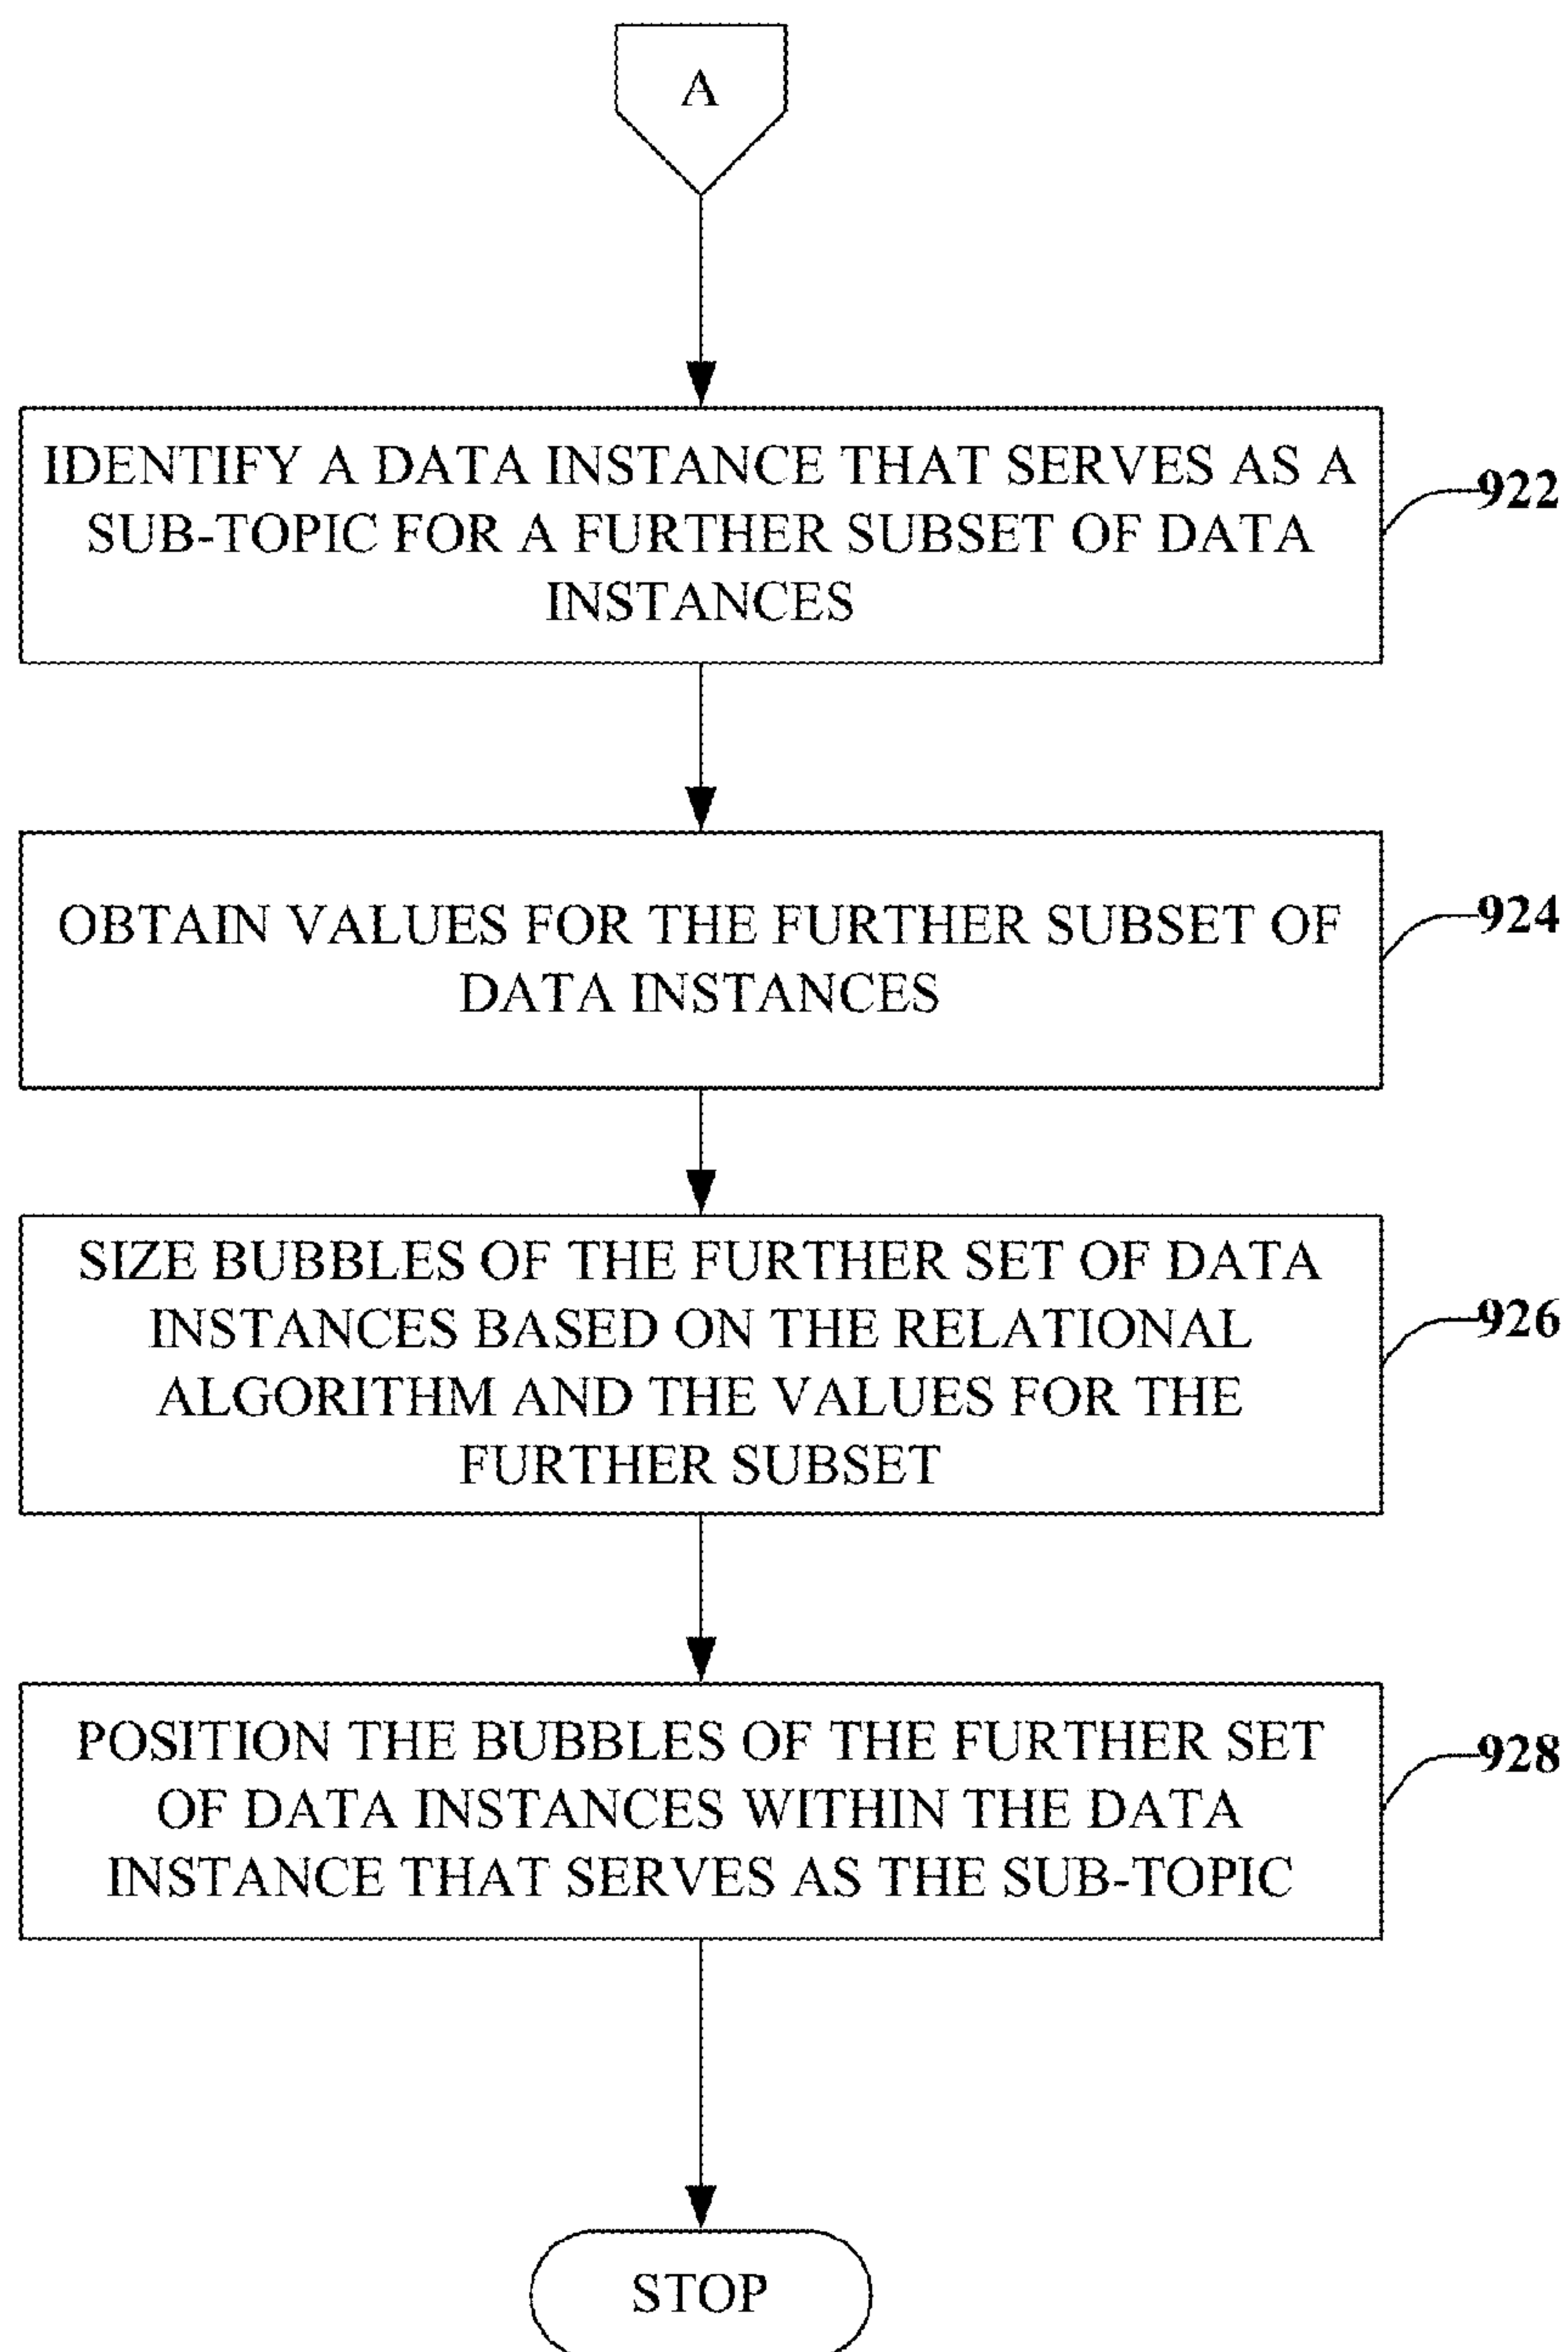 A
IDENTIFY A DATA INSTANCE THAT SERVES AS A
SUB-TOPIC FOR A FURTHER SUBSET OF DATA
INSTANCES
922
OBTAIN VALUES FOR THE FURTHER SUBSET OF
DATA INSTANCES
924
SIZE BUBBLES OF THE FURTHER SET OF DATA
INSTANCES BASED ON THE RELATIONAL
ALGORITHM AND THE VALUES FOR THE
FURTHER SUBSET
926
POSITION THE BUBBLES OF THE FURTHER SET
OF DATA INSTANCES WITHIN THE DATA
INSTANCE THAT SERVES AS THE SUB-TOPIC
928
STOP